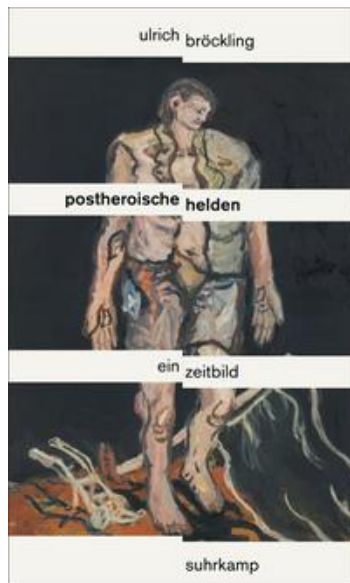 ulrich bröckling
postheroische helden
ein zeitbild
suhrkamp